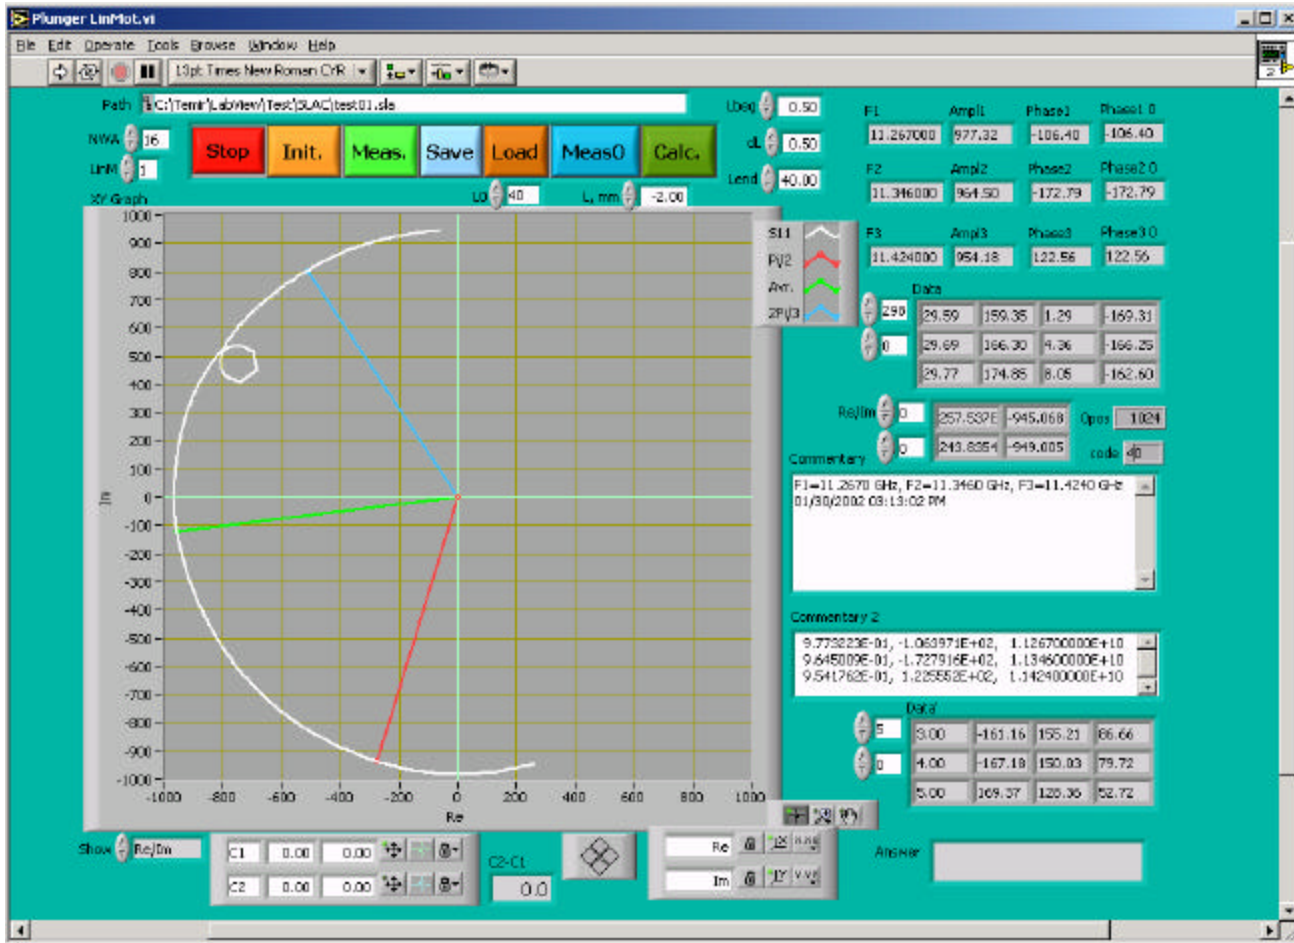 Plunger LinMot.vi
File Edit Operate Tools Browse Window Help
13pt Times New Roman CYR
2
Path C:\Temir\LabView\Test\SLAC\test01.sla
NWA 16
LinM 1
Stop Init. Meas. Save Load Meas0 Calc.
Lbeg 0.50
dL 0.50
Lend 40.00
L0 40 L, mm -2.00
F1 Ampl1 Phase1 Phase1 0
11.267000 977.32 -106.40 -106.40
F2 Ampl2 Phase2 Phase2 0
11.346000 964.50 -172.79 -172.79
F3 Ampl3 Phase3 Phase3 0
11.424000 954.18 122.56 122.56
XY Graph
S11
Pi/2
Avr.
2Pi/3
1000
900
800
700
600
500
400
300
200
100
0
-100
-200
-300
-400
-500
-600
-700
-800
-900
-1000
Im
-1000 -800 -600 -400 -200 0 200 400 600 800 1000
Re
Data
298 29.59 159.35 1.29 -169.31
0 29.69 166.30 4.36 -166.25
29.77 174.85 8.05 -162.60
Re/Im 0 257.537E -945.068 Opos 1024
0 243.8354 -949.005 code 40
Commentary
F1=11.2670 GHz, F2=11.3460 GHz, F3=11.4240 GHz
01/30/2002 03:13:02 PM
Commentary 2
9.773223E-01, -1.063971E+02, 1.126700000E+10
9.645009E-01, -1.727916E+02, 1.134600000E+10
9.541762E-01, 1.225552E+02, 1.142400000E+10
Data'
5 3.00 -161.16 155.21 86.66
0 4.00 -167.18 150.03 79.72
5.00 169.37 128.36 52.72
Show Re/Im
C1 0.00 0.00
C2 0.00 0.00
C2-C1
0.0
Re X X.XX
Im Y Y.YY
Answer